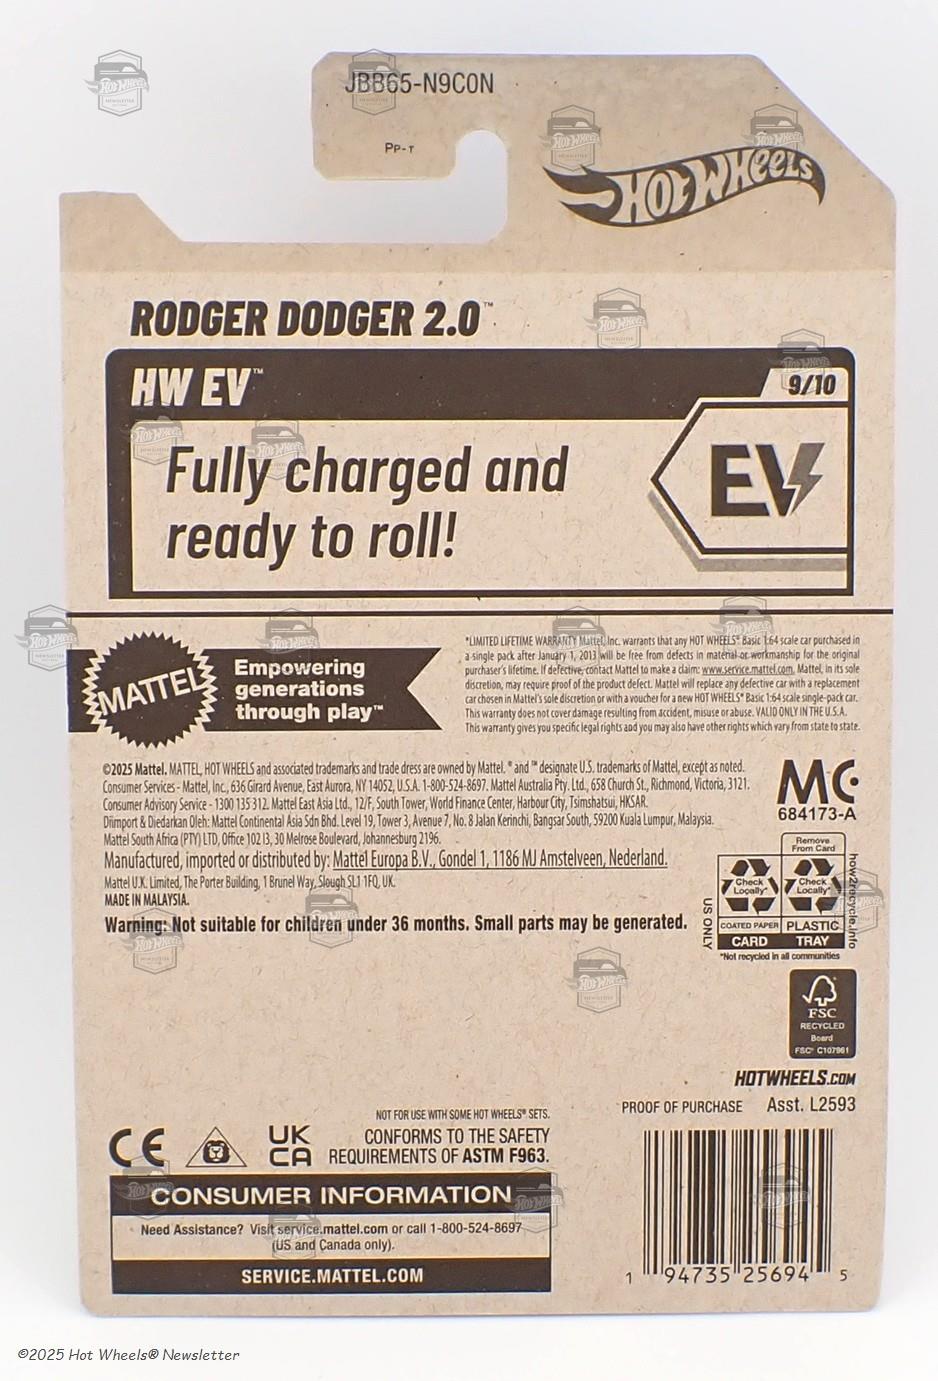 JBB65-N9C0N
PP-T
HOT WHEELS
RODGER DODGER 2.0™
HW EV™
9/10
Fully charged and
ready to roll!
EV
MATTEL
Empowering
generations
through play™
*LIMITED LIFETIME WARRANTY Mattel, Inc. warrants that any HOT WHEELS® Basic 1:64 scale car purchased in
a single pack after January 1, 2013 will be free from defects in material or workmanship for the original
purchaser's lifetime. If defective, contact Mattel to make a claim: www.service.mattel.com. Mattel, in its sole
discretion, may require proof of the product defect. Mattel will replace any defective car with a replacement
car chosen in Mattel's sole discretion or with a voucher for a new HOT WHEELS® Basic 1:64 scale single-pack car.
This warranty does not cover damage resulting from accident, misuse or abuse. VALID ONLY IN THE U.S.A.
This warranty gives you specific legal rights and you may also have other rights which vary from state to state.
©2025 Mattel. MATTEL, HOT WHEELS and associated trademarks and trade dress are owned by Mattel. ® and ™ designate U.S. trademarks of Mattel, except as noted.
Consumer Services - Mattel, Inc., 636 Girard Avenue, East Aurora, NY 14052, U.S.A. 1-800-524-8697. Mattel Australia Pty. Ltd., 658 Church St., Richmond, Victoria, 3121.
Consumer Advisory Service - 1300 135 312. Mattel East Asia Ltd., 12/F, South Tower, World Finance Center, Harbour City, Tsimshatsui, HKSAR.
Diimport & Diedarkan Oleh: Mattel Continental Asia Sdn Bhd. Level 19, Tower 3, Avenue 7, No. 8 Jalan Kerinchi, Bangsar South, 59200 Kuala Lumpur, Malaysia.
Mattel South Africa (PTY) LTD, Office 102 I3, 30 Melrose Boulevard, Johannesburg 2196.
Manufactured, imported or distributed by: Mattel Europa B.V., Gondel 1, 1186 MJ Amstelveen, Nederland.
Mattel U.K. Limited, The Porter Building, 1 Brunel Way, Slough SL1 1FQ, UK.
MADE IN MALAYSIA.
Warning: Not suitable for children under 36 months. Small parts may be generated.
MC
684173-A
Remove
From Card
Check
Locally*
Check
Locally*
COATED PAPER
PLASTIC
CARD
TRAY
US ONLY
how2recycle.info
*Not recycled in all communities
FSC
RECYCLED
Board
FSC® C107961
HOTWHEELS.COM
PROOF OF PURCHASE Asst. L2593
NOT FOR USE WITH SOME HOT WHEELS® SETS.
CE
UK
CA
CONFORMS TO THE SAFETY
REQUIREMENTS OF ASTM F963.
CONSUMER INFORMATION
Need Assistance? Visit service.mattel.com or call 1-800-524-8697
(US and Canada only).
SERVICE.MATTEL.COM
1 94735 25694 5
©2025 Hot Wheels® Newsletter